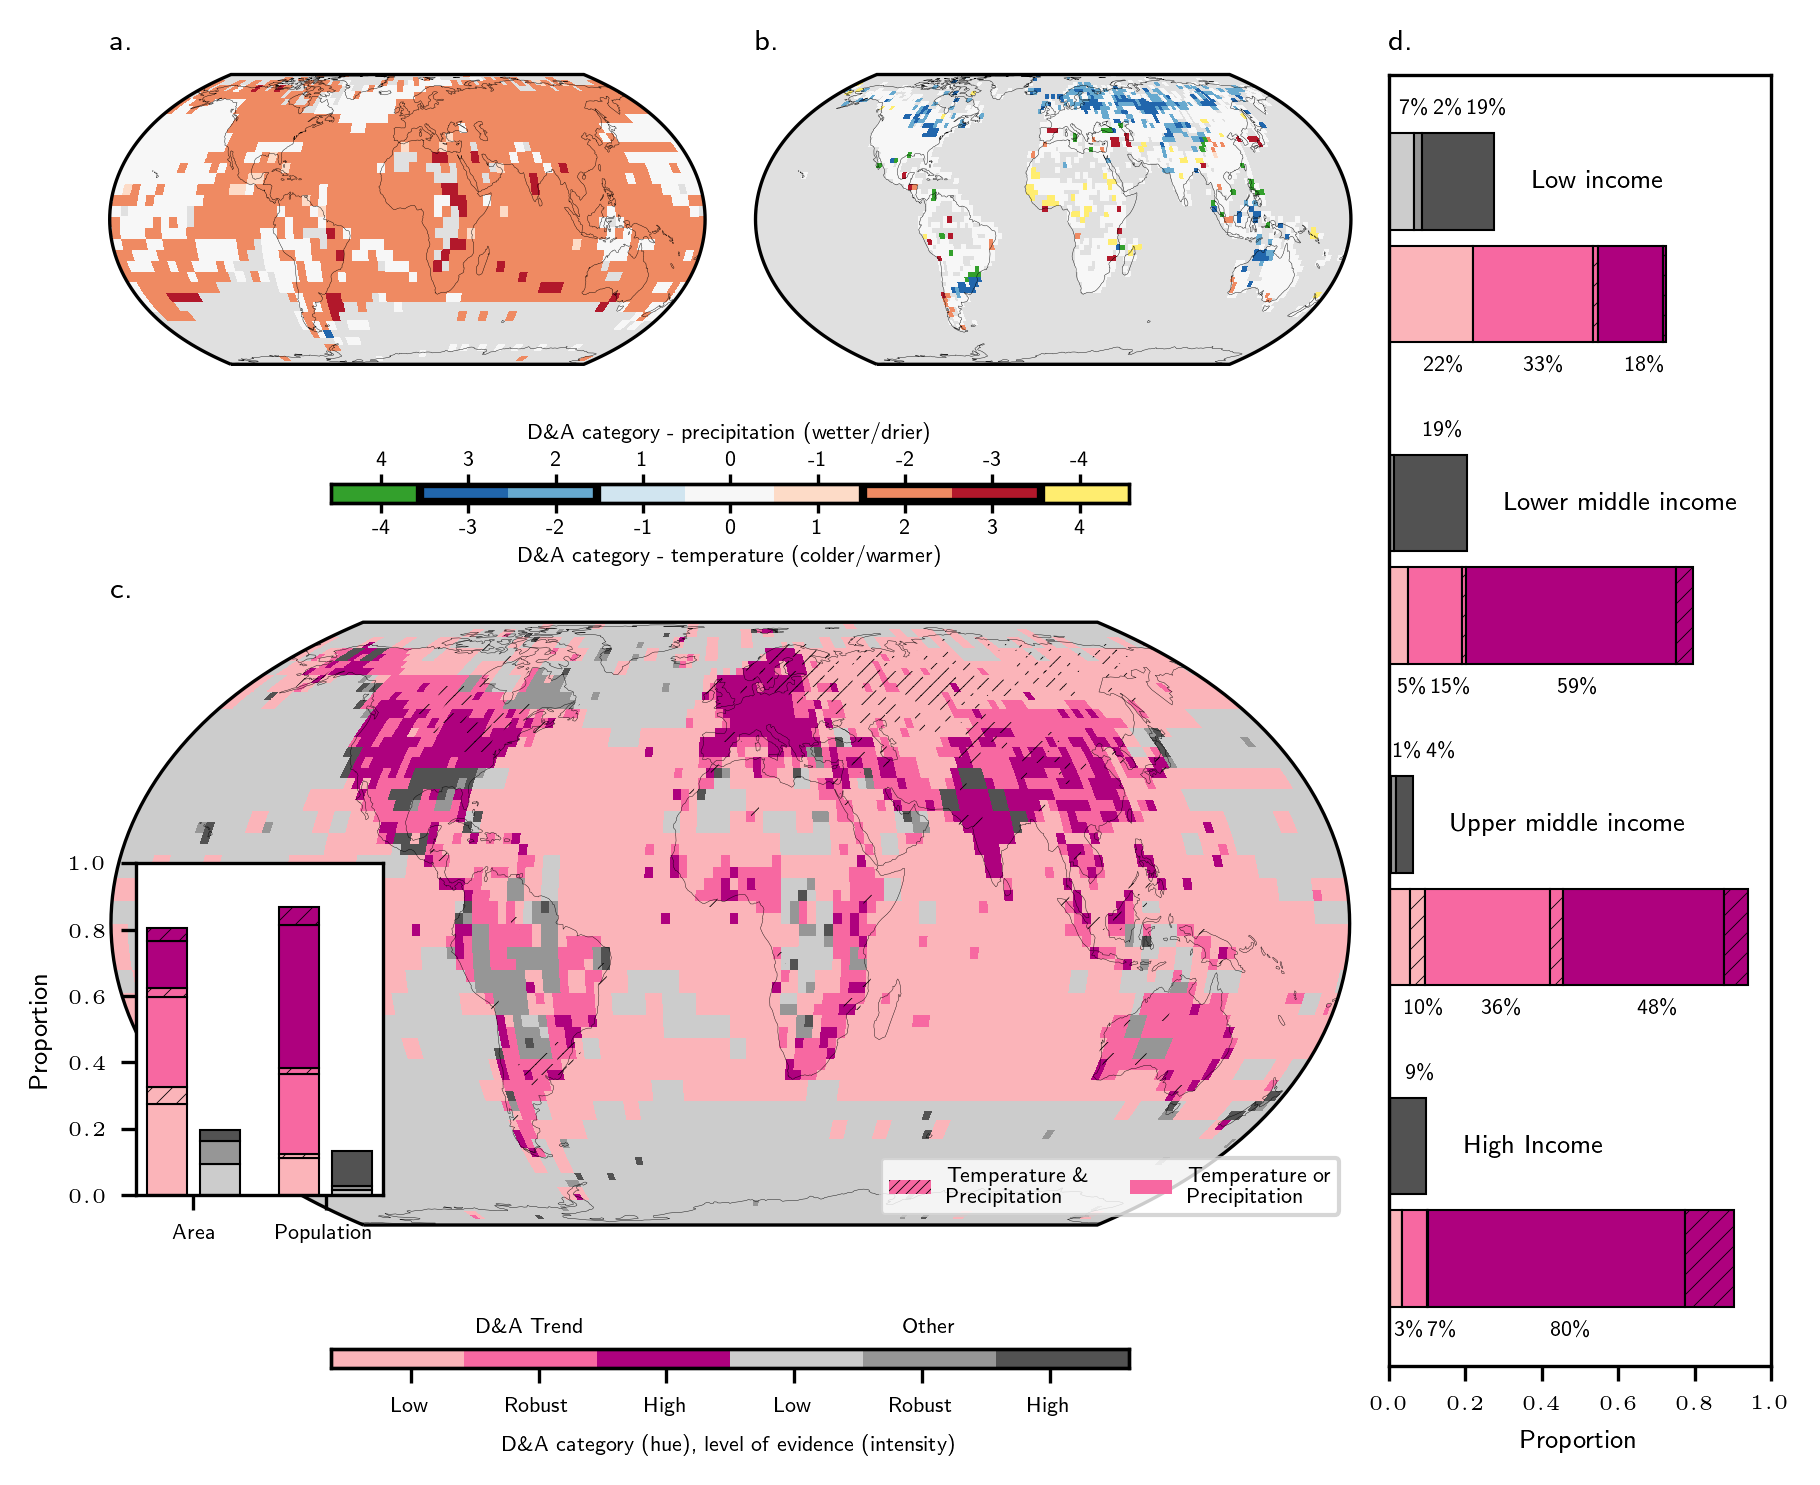 a.
b.
d.
7% 2% 19%
Low income
22% 33% 18%
19%
Lower middle income
5% 15% 59%
1% 4%
Upper middle income
10% 36% 48%
9%
High Income
3% 7% 80%
0.0 0.2 0.4 0.6 0.8 1.0
Proportion
D&A category - precipitation (wetter/drier)
4 3 2 1 0 -1 -2 -3 -4
-4 -3 -2 -1 0 1 2 3 4
D&A category - temperature (colder/warmer)
c.
1.0
0.8
0.6
0.4
0.2
0.0
Proportion
Area Population
Temperature &
Precipitation
Temperature or
Precipitation
D&A Trend Other
Low Robust High Low Robust High
D&A category (hue), level of evidence (intensity)